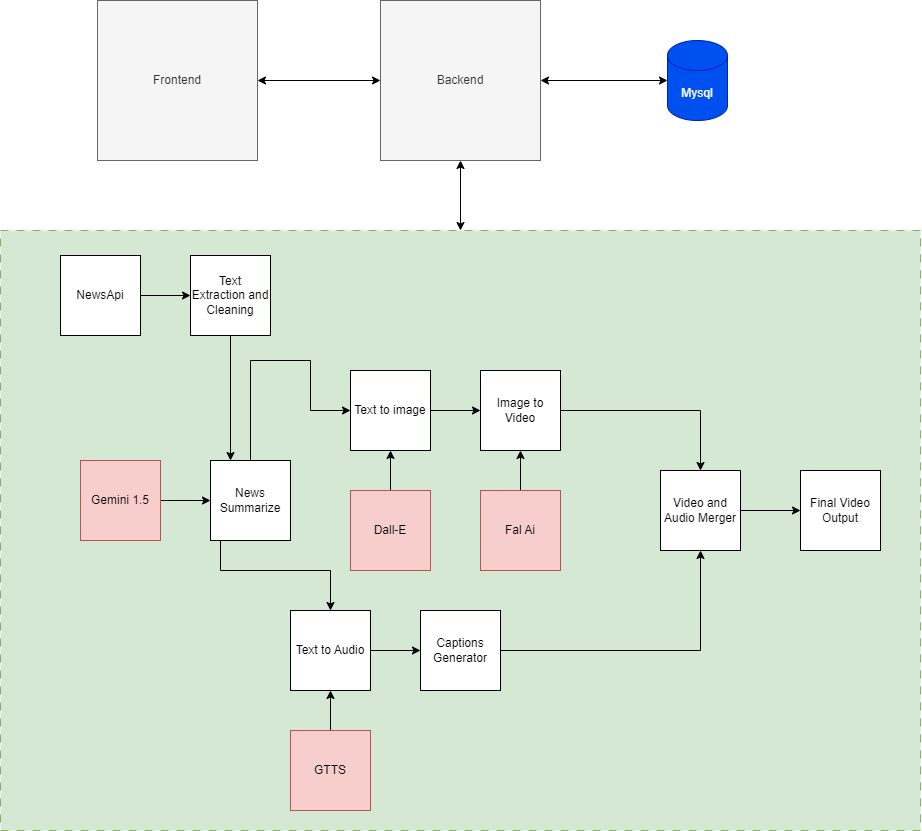 Frontend
Backend
Mysql
NewsApi
Text
Extraction and
Cleaning
Text to image
Image to
Video
Gemini 1.5
News
Summarize
Dall-E
Fal Ai
Video and
Audio Merger
Final Video
Output
Text to Audio
Captions
Generator
GTTS